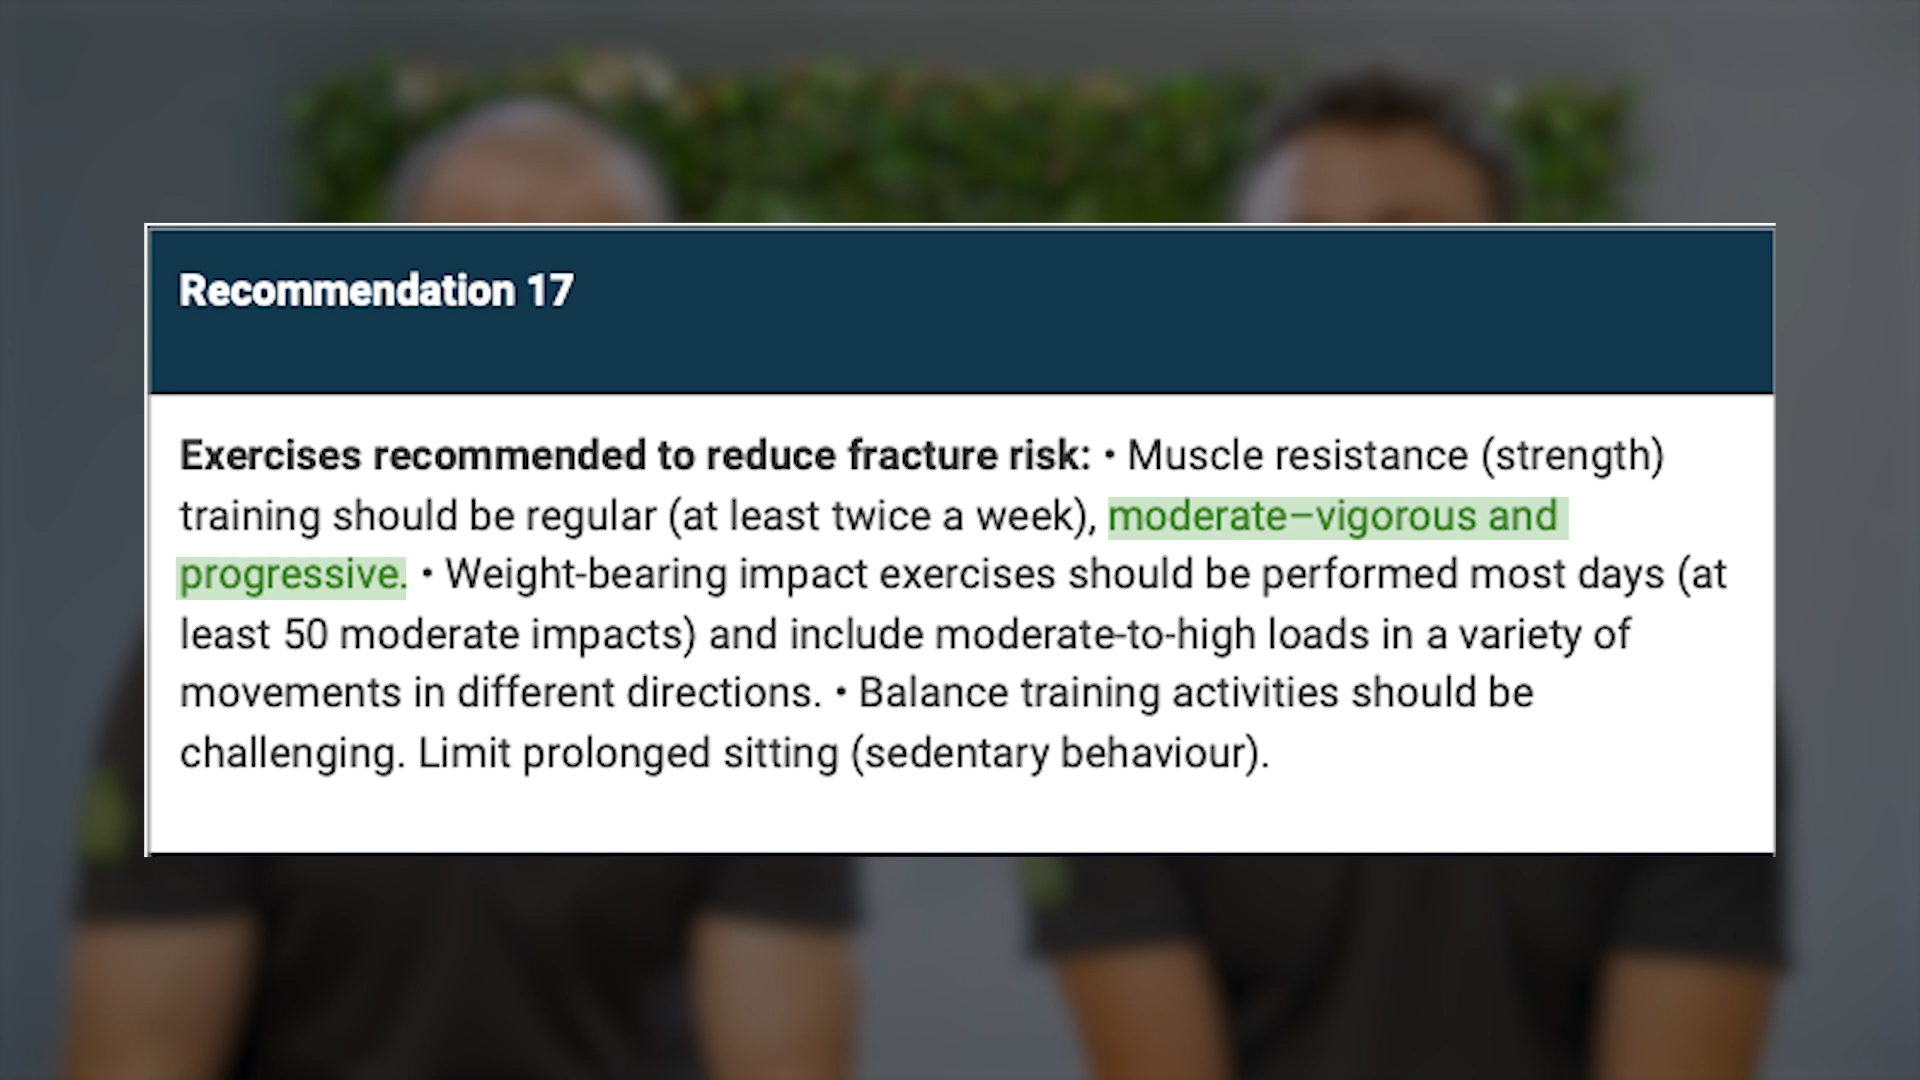 Recommendation 17
Exercises recommended to reduce fracture risk: • Muscle resistance (strength)
training should be regular (at least twice a week), moderate–vigorous and
progressive. • Weight-bearing impact exercises should be performed most days (at
least 50 moderate impacts) and include moderate-to-high loads in a variety of
movements in different directions. • Balance training activities should be
challenging. Limit prolonged sitting (sedentary behaviour).